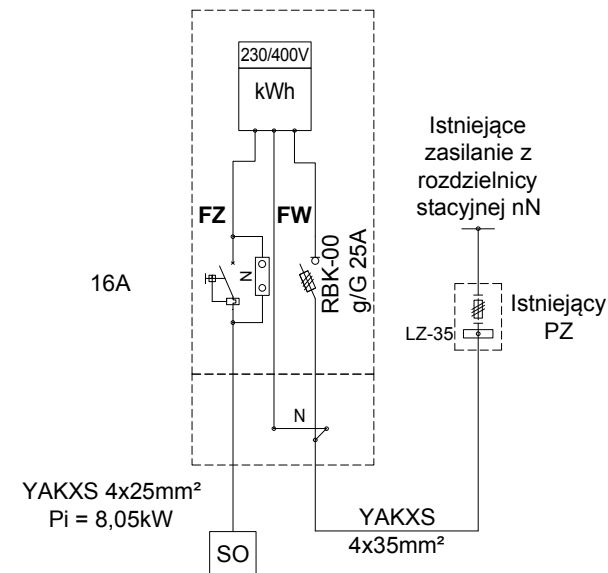 230/400V
kWh
FZ
FW
N
RBK-00
g/G 25A
16A
Istniejące
zasilanie z
rozdzielnicy
stacyjnej nN
LZ-35
Istniejący
PZ
N
YAKXS 4x25mm²
Pi = 8,05kW
SO
YAKXS
4x35mm²